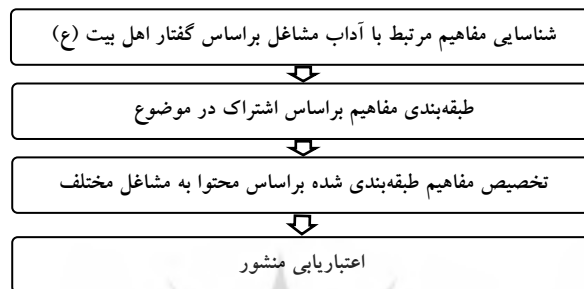 شناسایی مفاهیم مرتبط با آداب مشاغل براساس گفتار اهل بیت (ع)
طبقه‌بندی مفاهیم براساس اشتراک در موضوع
تخصیص مفاهیم طبقه‌بندی شده براساس محتوا به مشاغل مختلف
اعتباریابی منشور